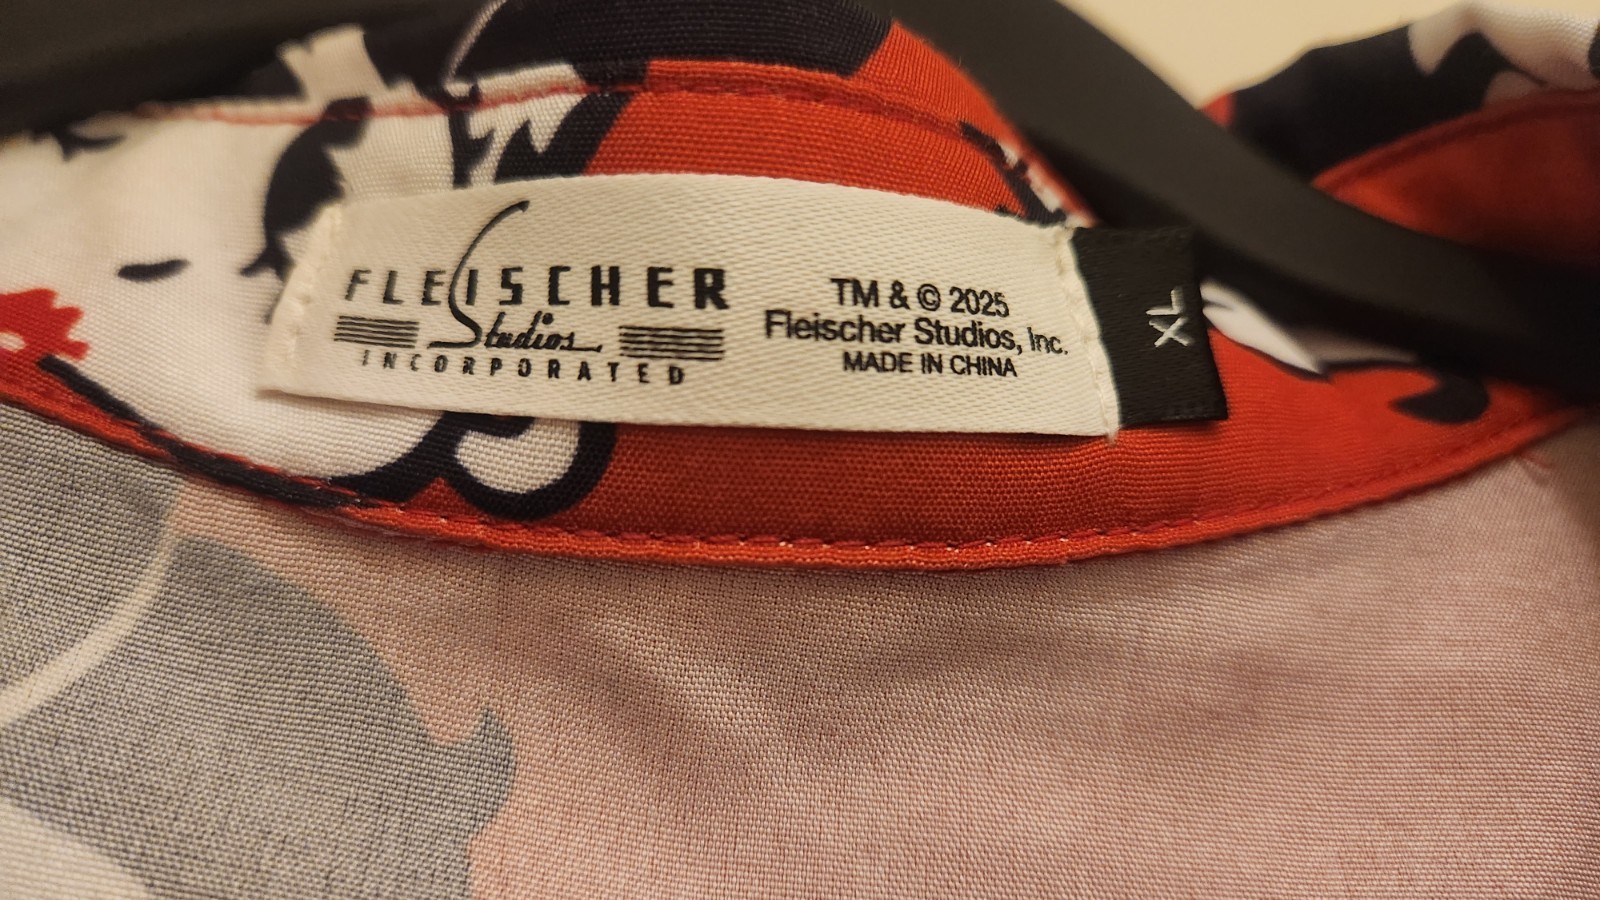 FLEISCHER
Studios
INCORPORATED
TM & © 2025
Fleischer Studios, Inc.
MADE IN CHINA
XL